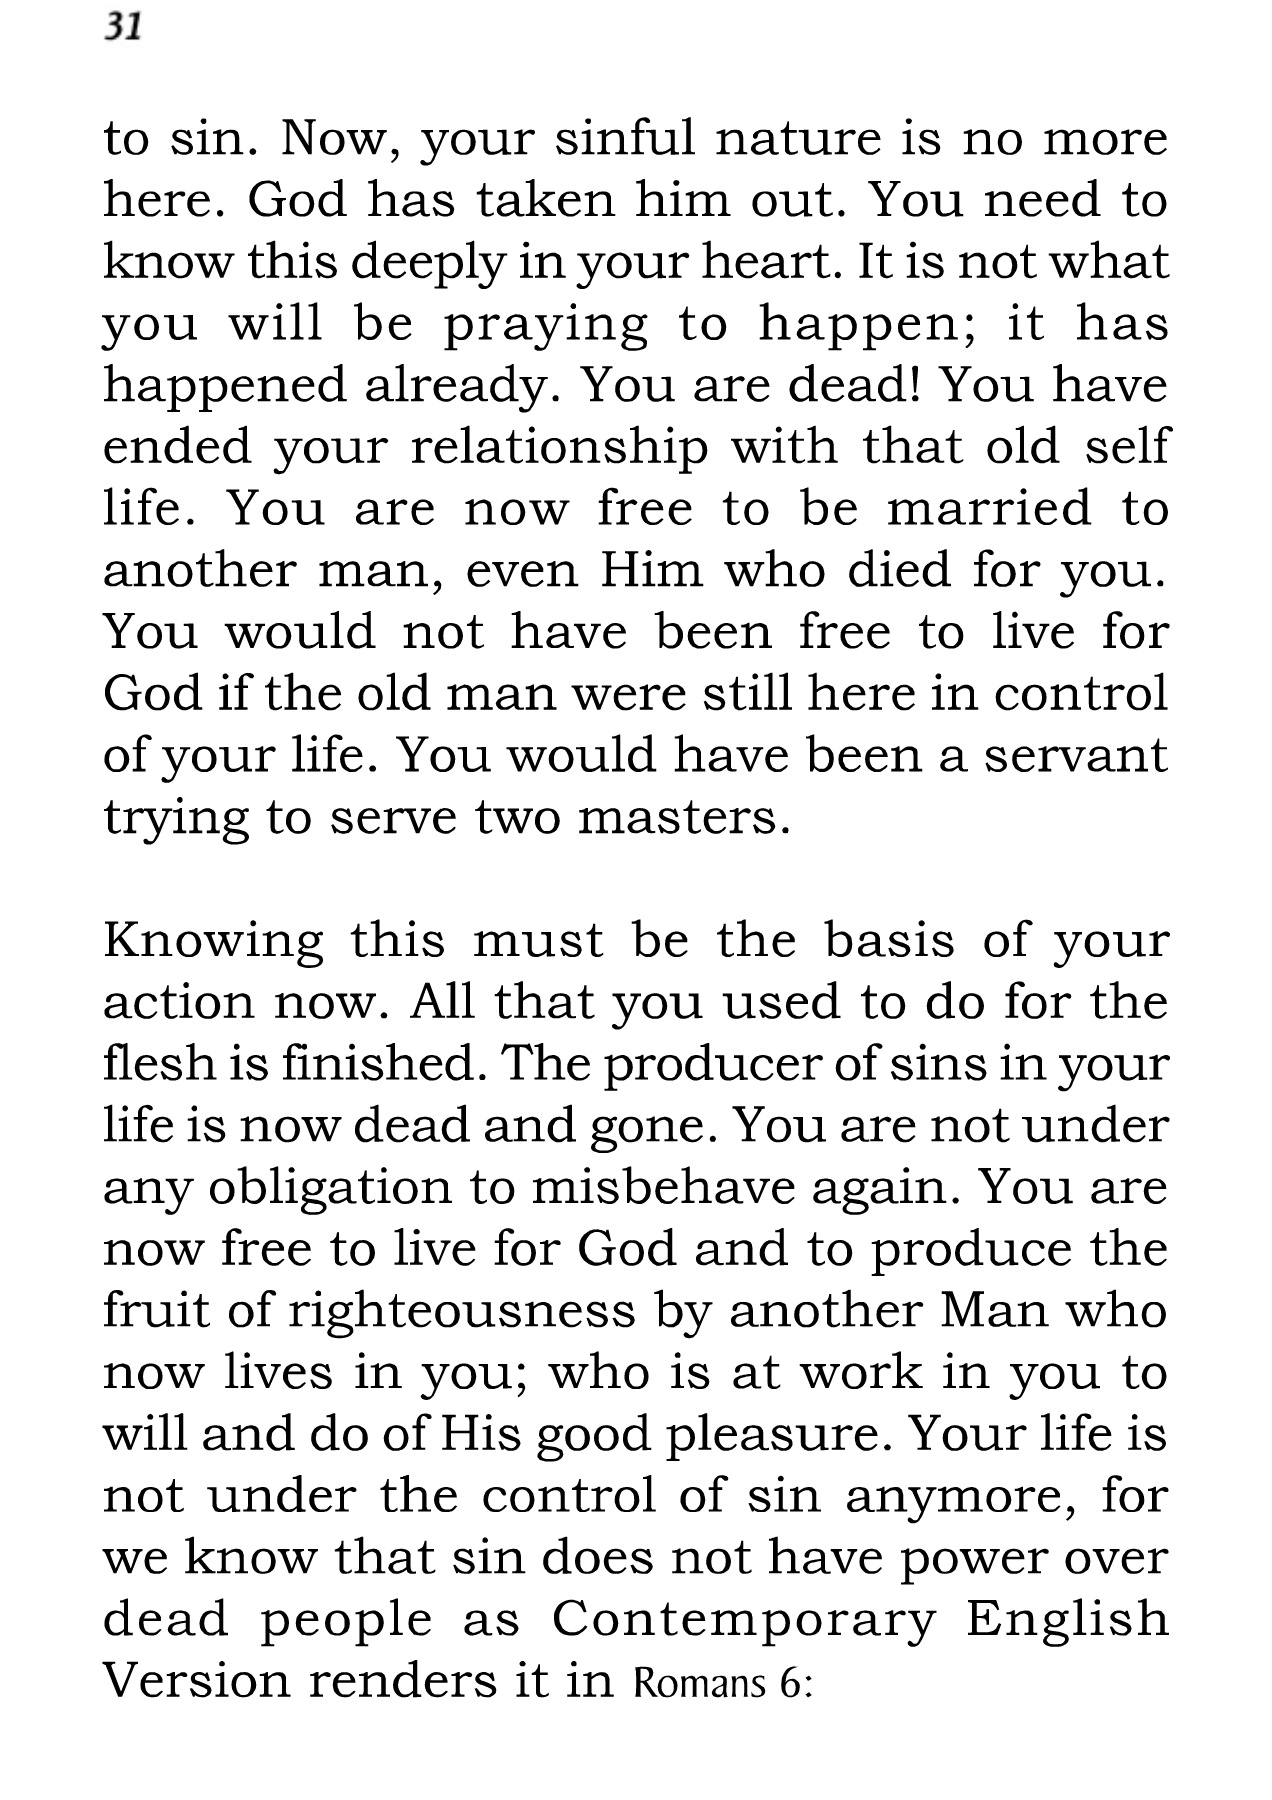 31
to sin. Now, your sinful nature is no more
here. God has taken him out. You need to
know this deeply in your heart. It is not what
you will be praying to happen; it has
happened already. You are dead! You have
ended your relationship with that old self
life. You are now free to be married to
another man, even Him who died for you.
You would not have been free to live for
God if the old man were still here in control
of your life. You would have been a servant
trying to serve two masters.
Knowing this must be the basis of your
action now. All that you used to do for the
flesh is finished. The producer of sins in your
life is now dead and gone. You are not under
any obligation to misbehave again. You are
now free to live for God and to produce the
fruit of righteousness by another Man who
now lives in you; who is at work in you to
will and do of His good pleasure. Your life is
not under the control of sin anymore, for
we know that sin does not have power over
dead people as Contemporary English
Version renders it in Romans 6: